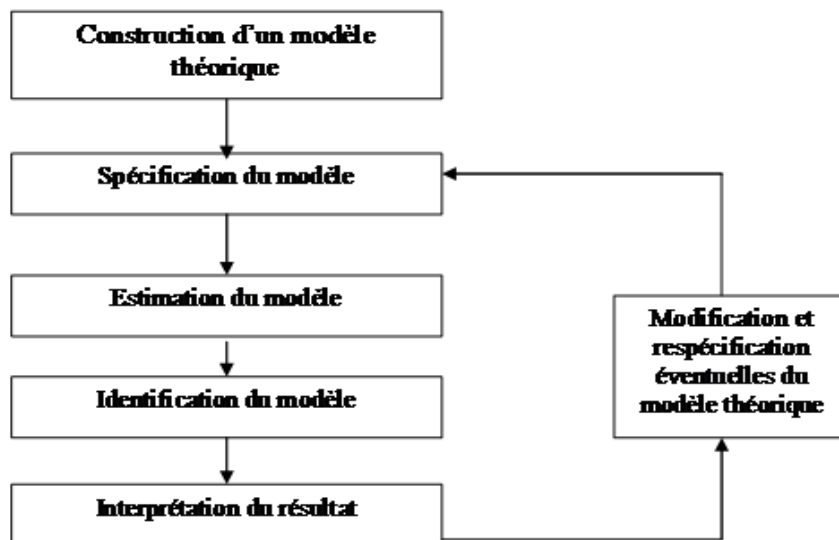 Construction d'un modèle
théorique
Spécification du modèle
Estimation du modèle
Identification du modèle
Interprétation du résultat
Modification et
respécification
éventuelles du
modèle théorique